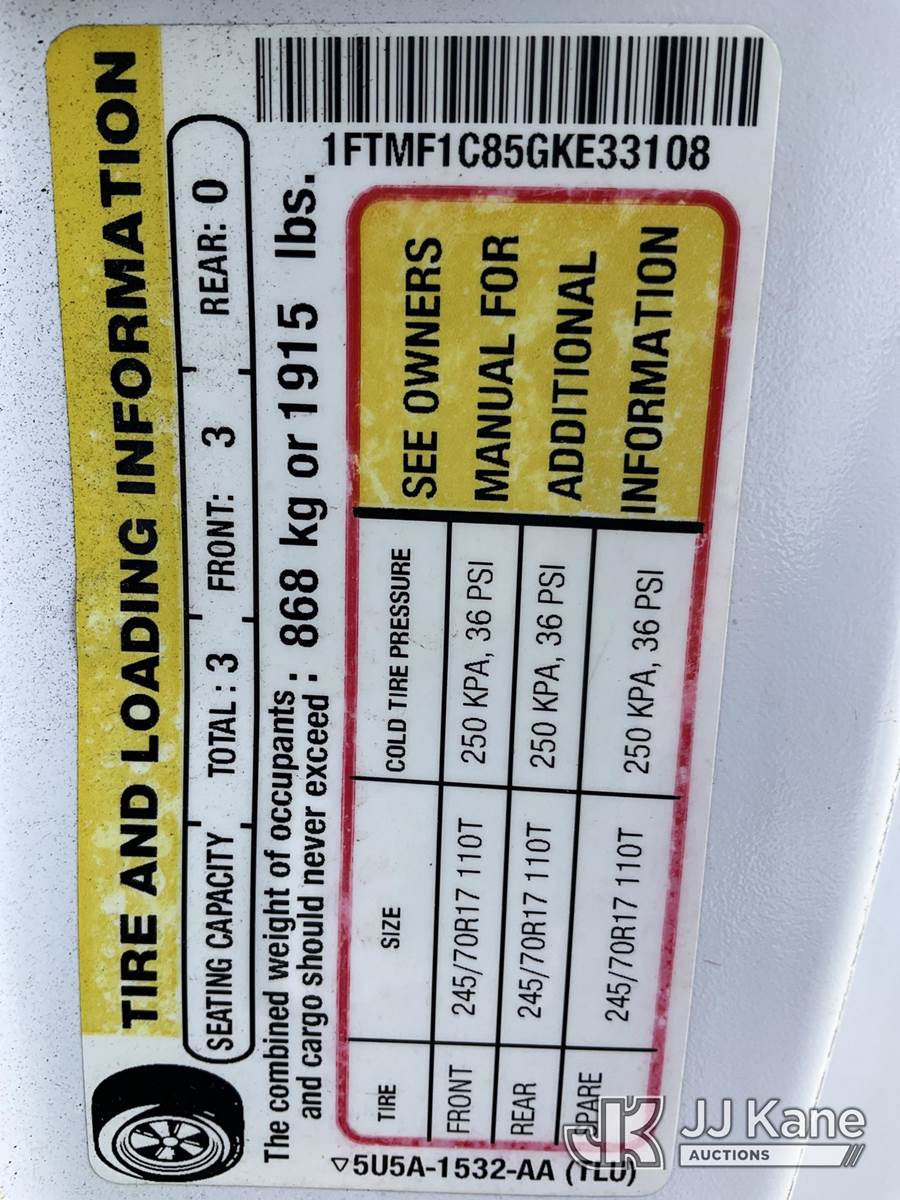 TIRE AND LOADING INFORMATION
SEATING CAPACITY TOTAL : 3 FRONT: 3 REAR: 0
The combined weight of occupants and cargo should never exceed : 868 kg or 1915 lbs.
1FTMF1C85GKE33108
TIRE SIZE COLD TIRE PRESSURE
FRONT 245/70R17 110T 250 KPA, 36 PSI
REAR 245/70R17 110T 250 KPA, 36 PSI
SPARE 245/70R17 110T 250 KPA, 36 PSI
SEE OWNERS
MANUAL FOR
ADDITIONAL
INFORMATION
▽5U5A-1532-AA (TLU)
JK JJ Kane
AUCTIONS